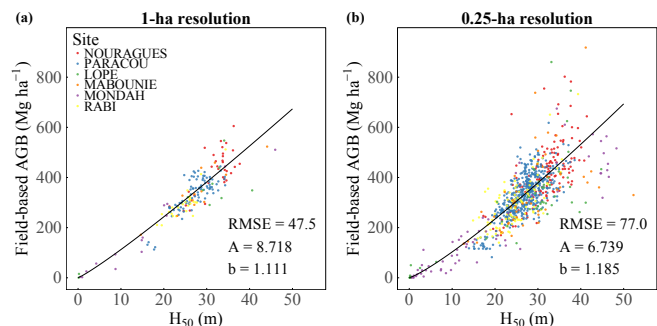 (a) 1-ha resolution
Site
NOURAGUES
PARACOU
LOPE
MABOUNIE
MONDAH
RABI
Field-based AGB (Mg ha⁻¹)
800
600
400
200
0
RMSE = 47.5
A = 8.718
b = 1.111
0 10 20 30 40 50
H₅₀ (m)
(b) 0.25-ha resolution
Field-based AGB (Mg ha⁻¹)
800
600
400
200
0
RMSE = 77.0
A = 6.739
b = 1.185
0 10 20 30 40 50
H₅₀ (m)